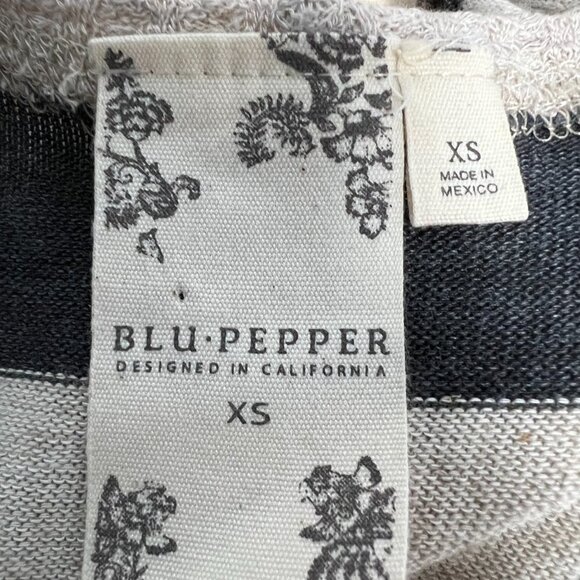 BLU·PEPPER
DESIGNED IN CALIFORNIA
XS
XS
MADE IN
MEXICO